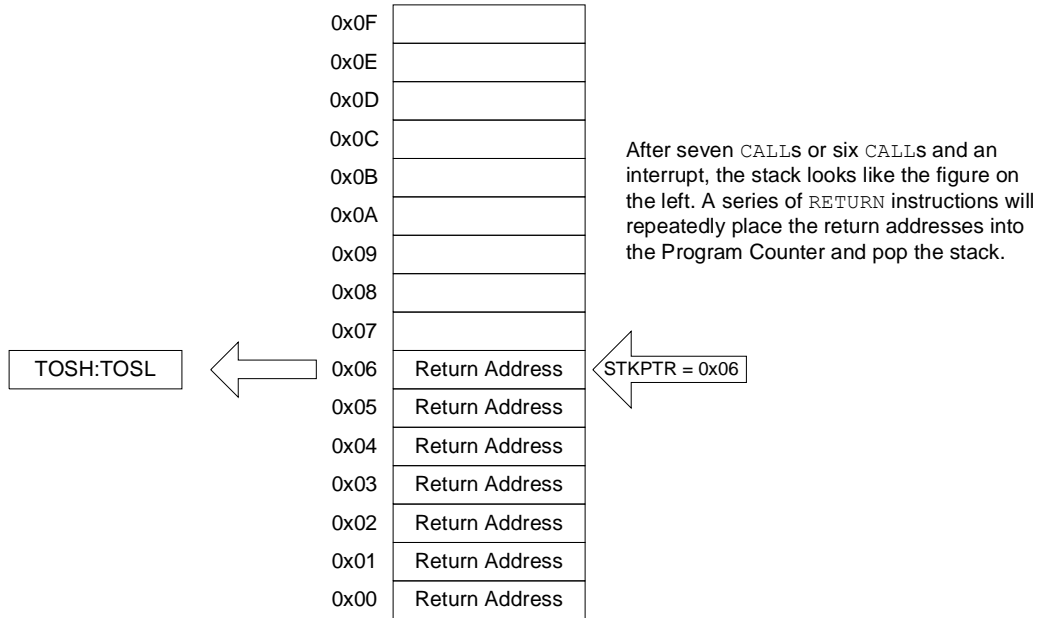 0x0F
0x0E
0x0D
0x0C
0x0B
0x0A
0x09
0x08
0x07
After seven CALLs or six CALLs and an
interrupt, the stack looks like the figure on
the left. A series of RETURN instructions will
repeatedly place the return addresses into
the Program Counter and pop the stack.
TOSH:TOSL
0x06 Return Address
STKPTR = 0x06
0x05 Return Address
0x04 Return Address
0x03 Return Address
0x02 Return Address
0x01 Return Address
0x00 Return Address